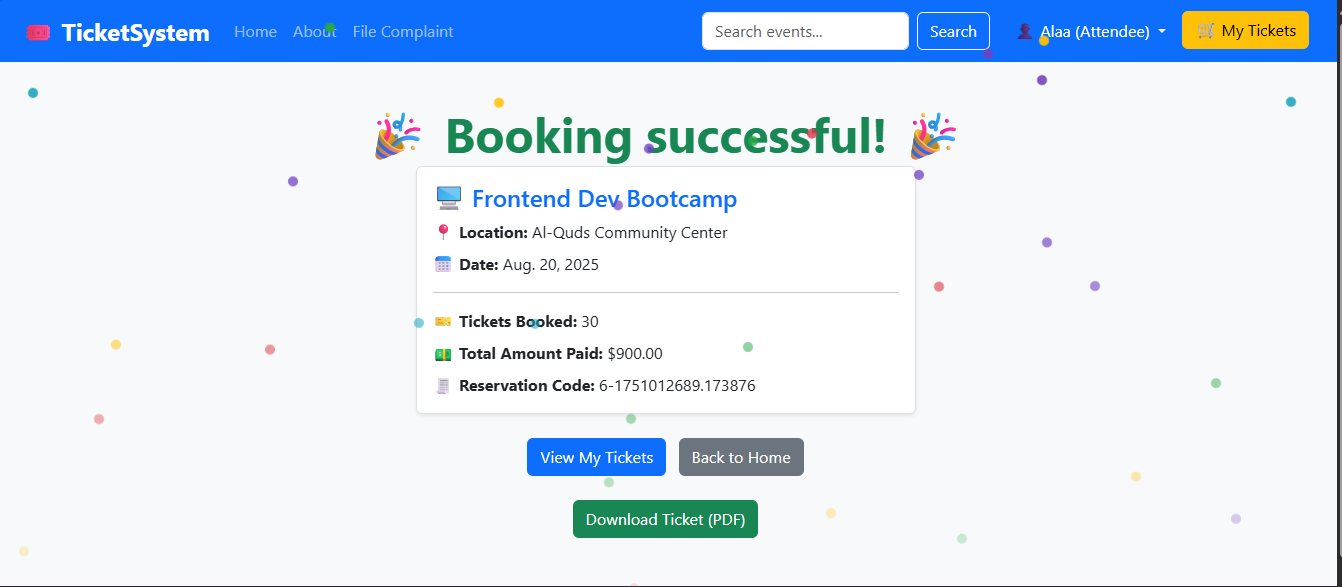 TicketSystem Home About File Complaint Search events... Search Alaa (Attendee) My Tickets
Booking successful!
Frontend Dev Bootcamp
Location: Al-Quds Community Center
Date: Aug. 20, 2025
Tickets Booked: 30
Total Amount Paid: $900.00
Reservation Code: 6-1751012689.173876
View My Tickets Back to Home
Download Ticket (PDF)